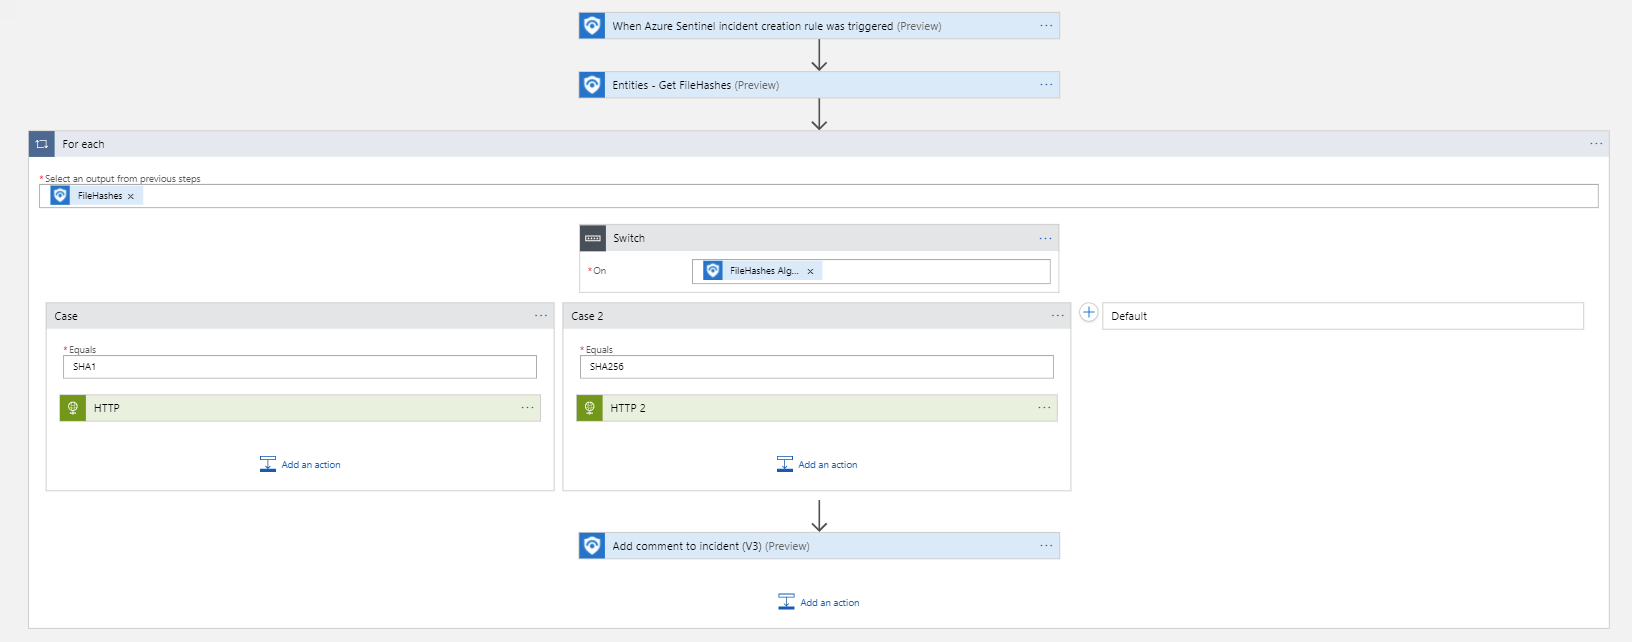 When Azure Sentinel incident creation rule was triggered (Preview)
Entities - Get FileHashes (Preview)
For each
*Select an output from previous steps
FileHashes
Switch
*On
FileHashes Alg...
Case
Case 2
Default
*Equals
*Equals
SHA1
SHA256
HTTP
HTTP 2
Add an action
Add an action
Add comment to incident (V3) (Preview)
Add an action